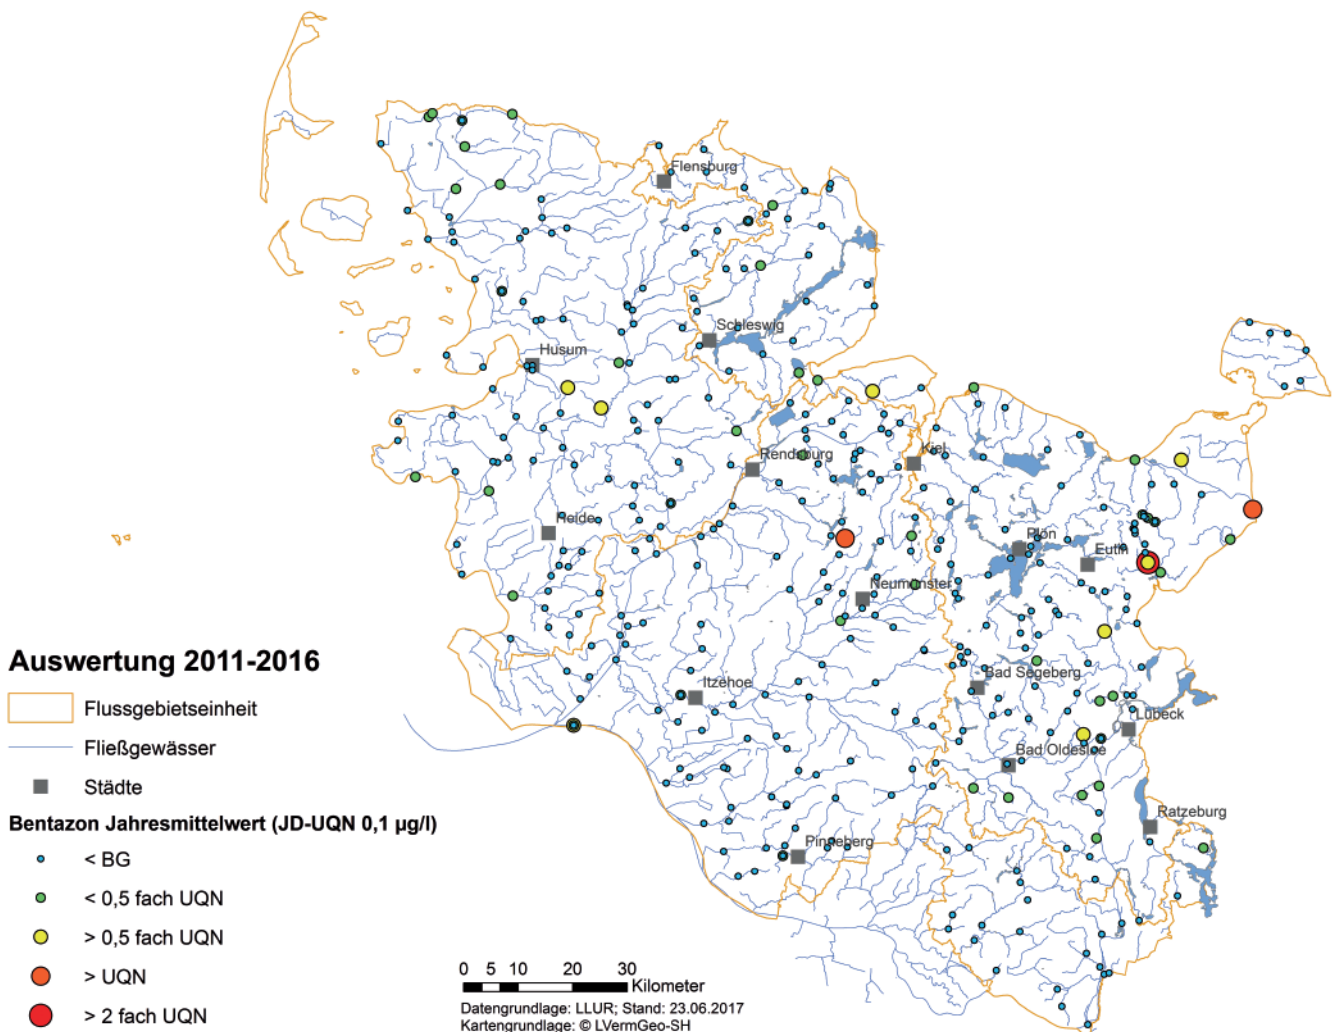 Flensburg
Schleswig
Husum
Rendsburg
Kiel
Heide
Plön
Eutin
Neumünster
Bad Segeberg
Itzehoe
Lübeck
Bad Oldesloe
Ratzeburg
Pinneberg
Auswertung 2011-2016
Flussgebietseinheit
Fließgewässer
Städte
Bentazon Jahresmittelwert (JD-UQN 0,1 µg/l)
< BG
< 0,5 fach UQN
> 0,5 fach UQN
> UQN
> 2 fach UQN
0 5 10 20 30
Kilometer
Datengrundlage: LLUR; Stand: 23.06.2017
Kartengrundlage: © LVermGeo-SH